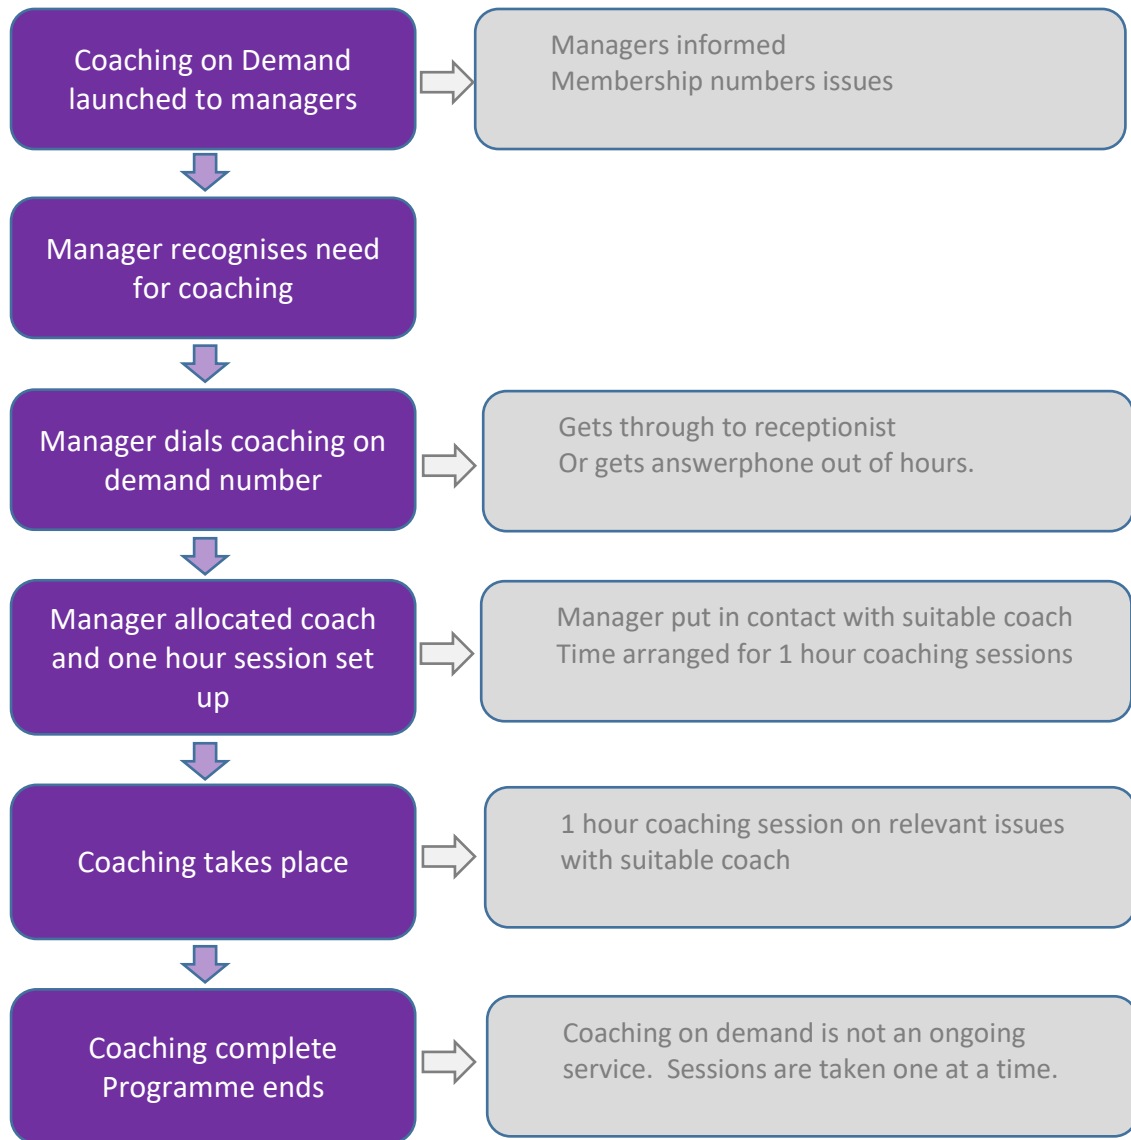 Coaching on Demand
launched to managers
Managers informed
Membership numbers issues
Manager recognises need
for coaching
Manager dials coaching on
demand number
Gets through to receptionist
Or gets answerphone out of hours.
Manager allocated coach
and one hour session set
up
Manager put in contact with suitable coach
Time arranged for 1 hour coaching sessions
Coaching takes place
1 hour coaching session on relevant issues
with suitable coach
Coaching complete
Programme ends
Coaching on demand is not an ongoing
service.  Sessions are taken one at a time.